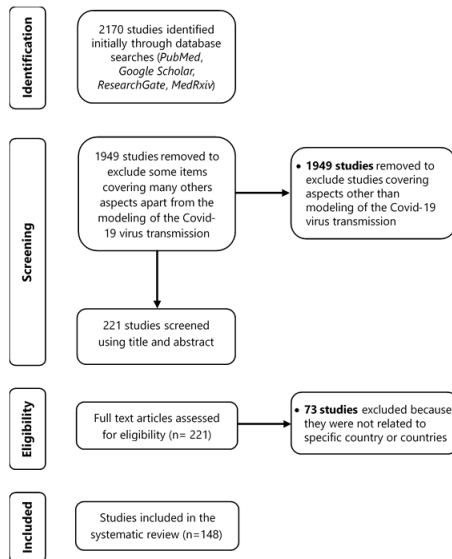 Identification
2170 studies identified
initially through database
searches (PubMed,
Google Scholar,
ResearchGate, MedRxiv)
Screening
1949 studies removed to
exclude some items
covering many others
aspects apart from the
modeling of the Covid-
19 virus transmission
• 1949 studies removed to
exclude studies covering
aspects other than
modeling of the Covid-19
virus transmission
221 studies screened
using title and abstract
Eligibility
Full text articles assessed
for eligibility (n= 221)
• 73 studies excluded because
they were not related to
specific country or countries
Included
Studies included in the
systematic review (n=148)